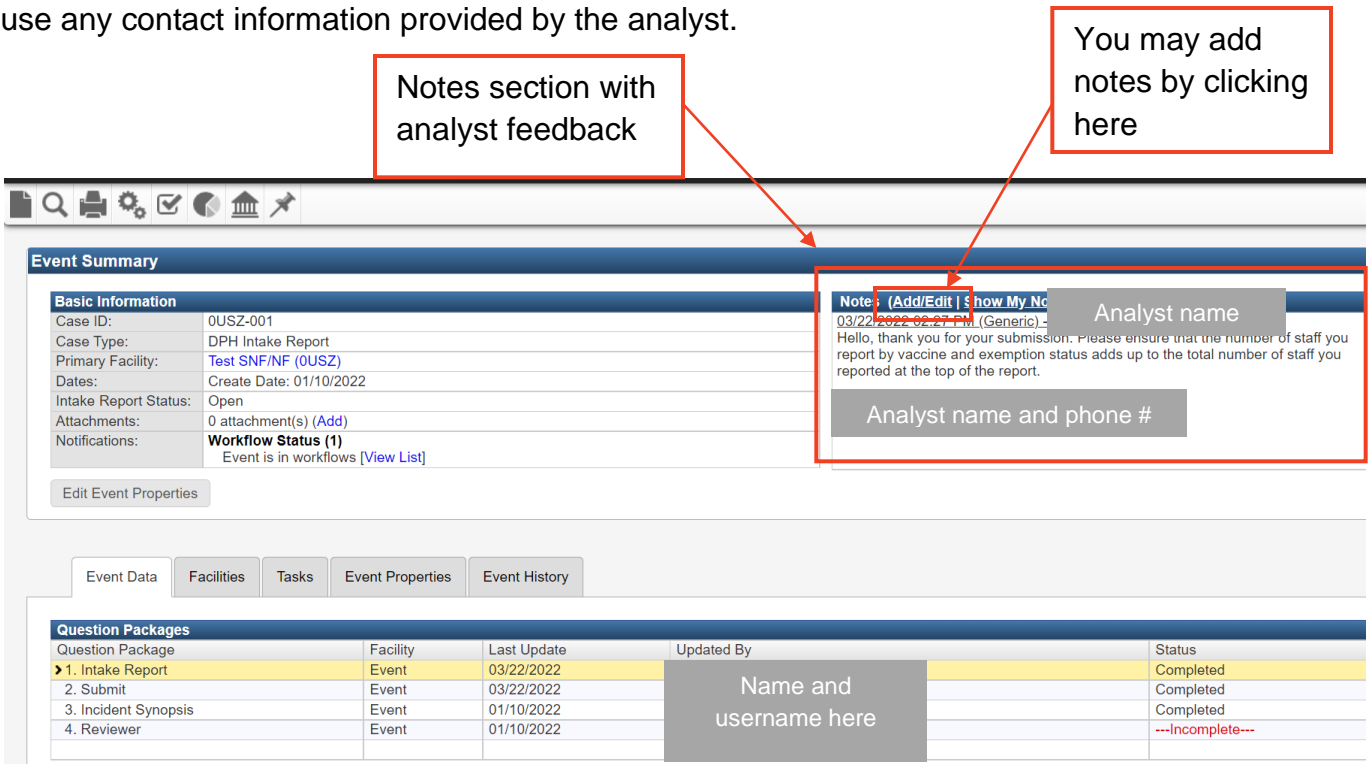 use any contact information provided by the analyst.
Notes section with
analyst feedback
You may add
notes by clicking
here
Event Summary
Basic Information
Case ID: 0USZ-001
Case Type: DPH Intake Report
Primary Facility: Test SNF/NF (0USZ)
Dates: Create Date: 01/10/2022
Intake Report Status: Open
Attachments: 0 attachment(s) (Add)
Notifications: Workflow Status (1)
Event is in workflows [View List]
Edit Event Properties
Notes (Add/Edit | Show My No
Analyst name
03/22/2022 02:27 PM (Generic) -
Hello, thank you for your submission. Please ensure that the number of staff you
report by vaccine and exemption status adds up to the total number of staff you
reported at the top of the report.
Analyst name and phone #
Event Data Facilities Tasks Event Properties Event History
Question Packages
Question Package Facility Last Update Updated By Status
1. Intake Report Event 03/22/2022 Completed
2. Submit Event 03/22/2022 Completed
3. Incident Synopsis Event 01/10/2022 Completed
4. Reviewer Event 01/10/2022 ---Incomplete---
Name and
username here